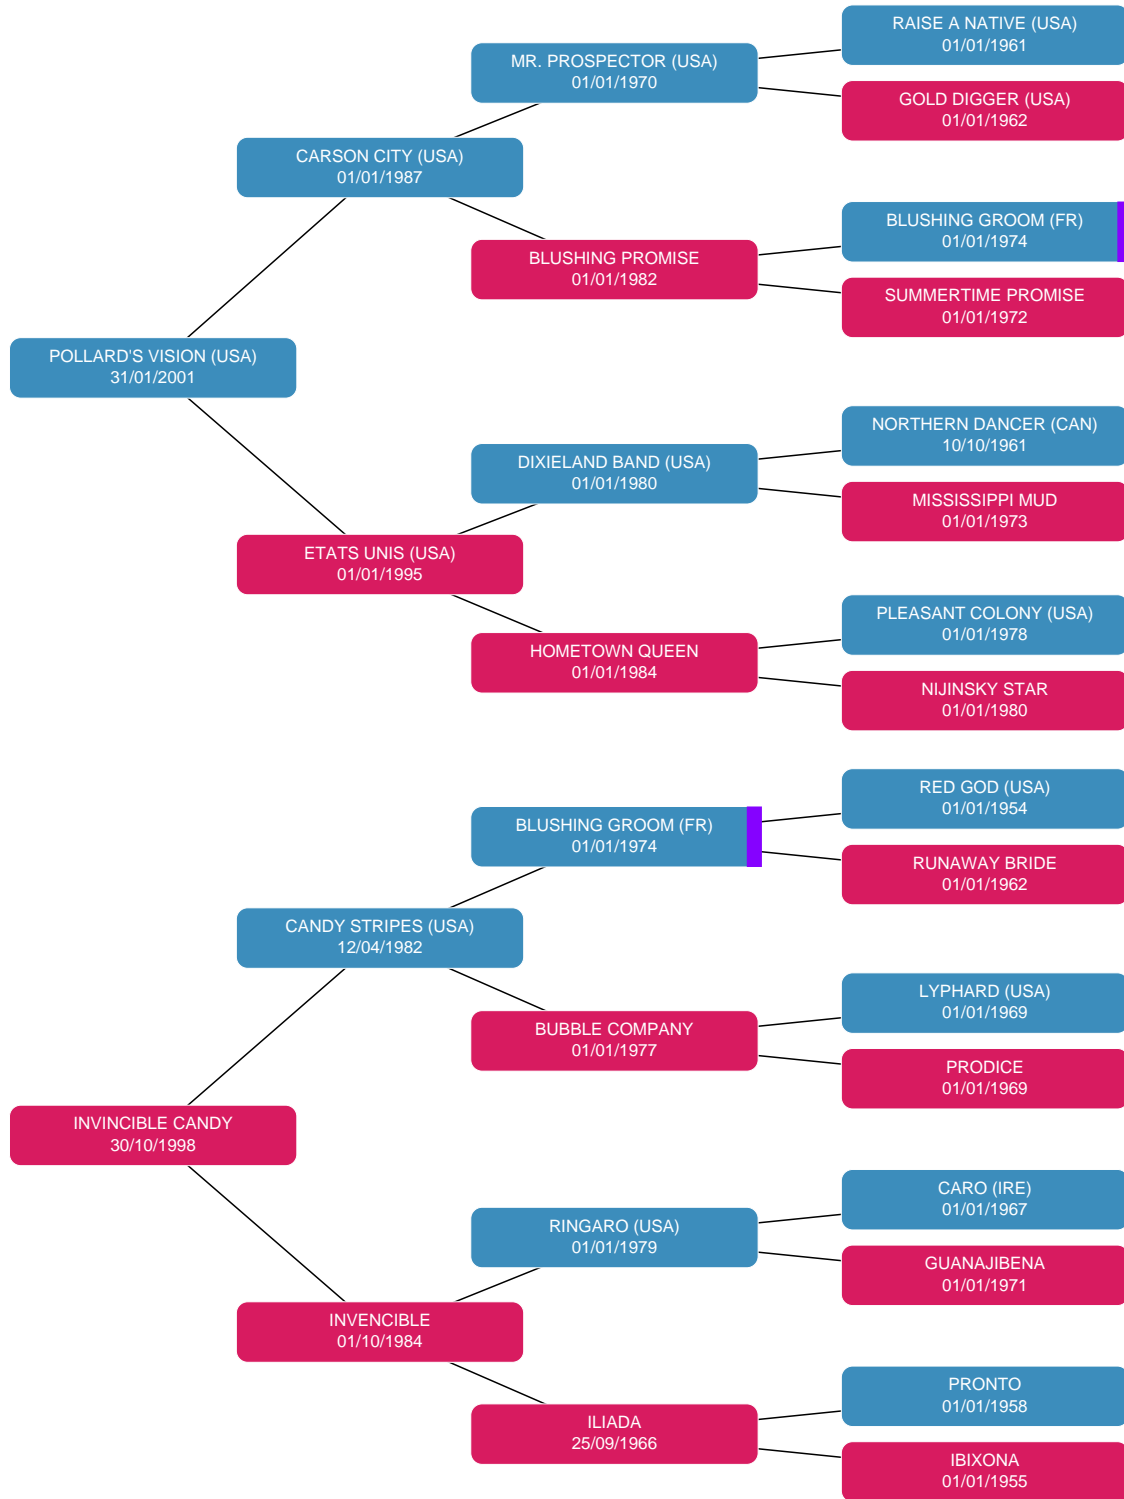 RAISE A NATIVE (USA)
01/01/1961
MR. PROSPECTOR (USA)
01/01/1970
GOLD DIGGER (USA)
01/01/1962
CARSON CITY (USA)
01/01/1987
BLUSHING GROOM (FR)
01/01/1974
BLUSHING PROMISE
01/01/1982
SUMMERTIME PROMISE
01/01/1972
POLLARD'S VISION (USA)
31/01/2001
NORTHERN DANCER (CAN)
10/10/1961
DIXIELAND BAND (USA)
01/01/1980
MISSISSIPPI MUD
01/01/1973
ETATS UNIS (USA)
01/01/1995
PLEASANT COLONY (USA)
01/01/1978
HOMETOWN QUEEN
01/01/1984
NIJINSKY STAR
01/01/1980
RED GOD (USA)
01/01/1954
BLUSHING GROOM (FR)
01/01/1974
RUNAWAY BRIDE
01/01/1962
CANDY STRIPES (USA)
12/04/1982
LYPHARD (USA)
01/01/1969
BUBBLE COMPANY
01/01/1977
PRODICE
01/01/1969
INVINCIBLE CANDY
30/10/1998
CARO (IRE)
01/01/1967
RINGARO (USA)
01/01/1979
GUANAJIBENA
01/01/1971
INVENCIBLE
01/10/1984
PRONTO
01/01/1958
ILIADA
25/09/1966
IBIXONA
01/01/1955